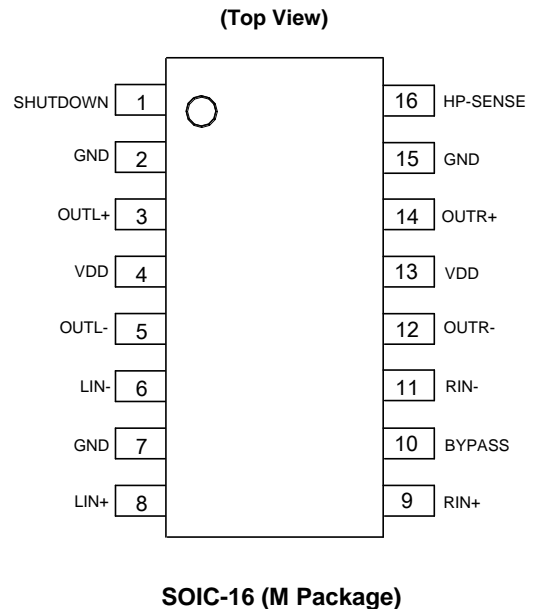 (Top View)
SHUTDOWN 1 16 HP-SENSE
GND 2 15 GND
OUTL+ 3 14 OUTR+
VDD 4 13 VDD
OUTL- 5 12 OUTR-
LIN- 6 11 RIN-
GND 7 10 BYPASS
LIN+ 8 9 RIN+
SOIC-16 (M Package)